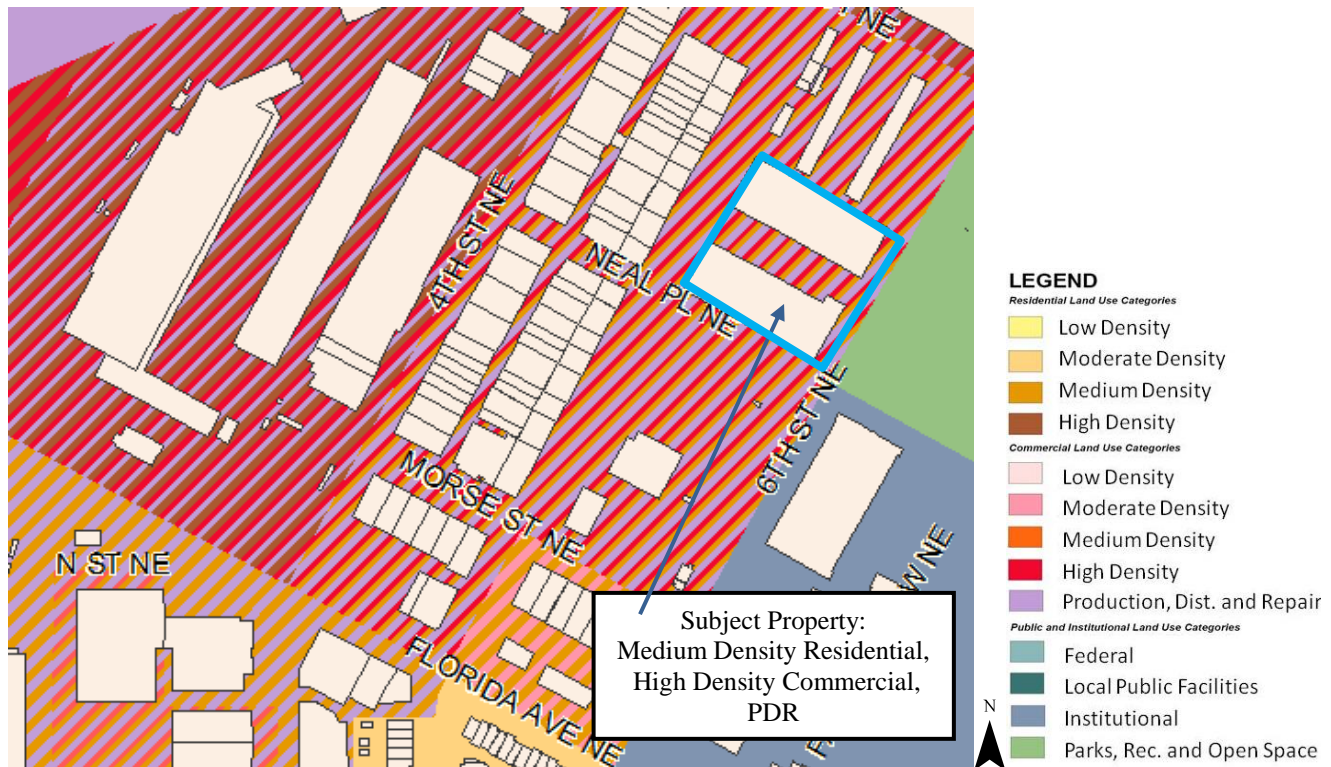 T NE
4TH ST NE
NEAL PL NE
6TH ST NE
MORSE ST NE
N ST NE
FLORIDA AVE NE
W NE
Subject Property:
Medium Density Residential,
High Density Commercial,
PDR
LEGEND
Residential Land Use Categories
Low Density
Moderate Density
Medium Density
High Density
Commercial Land Use Categories
Low Density
Moderate Density
Medium Density
High Density
Production, Dist. and Repair
Public and Institutional Land Use Categories
Federal
Local Public Facilities
Institutional
Parks, Rec. and Open Space
N